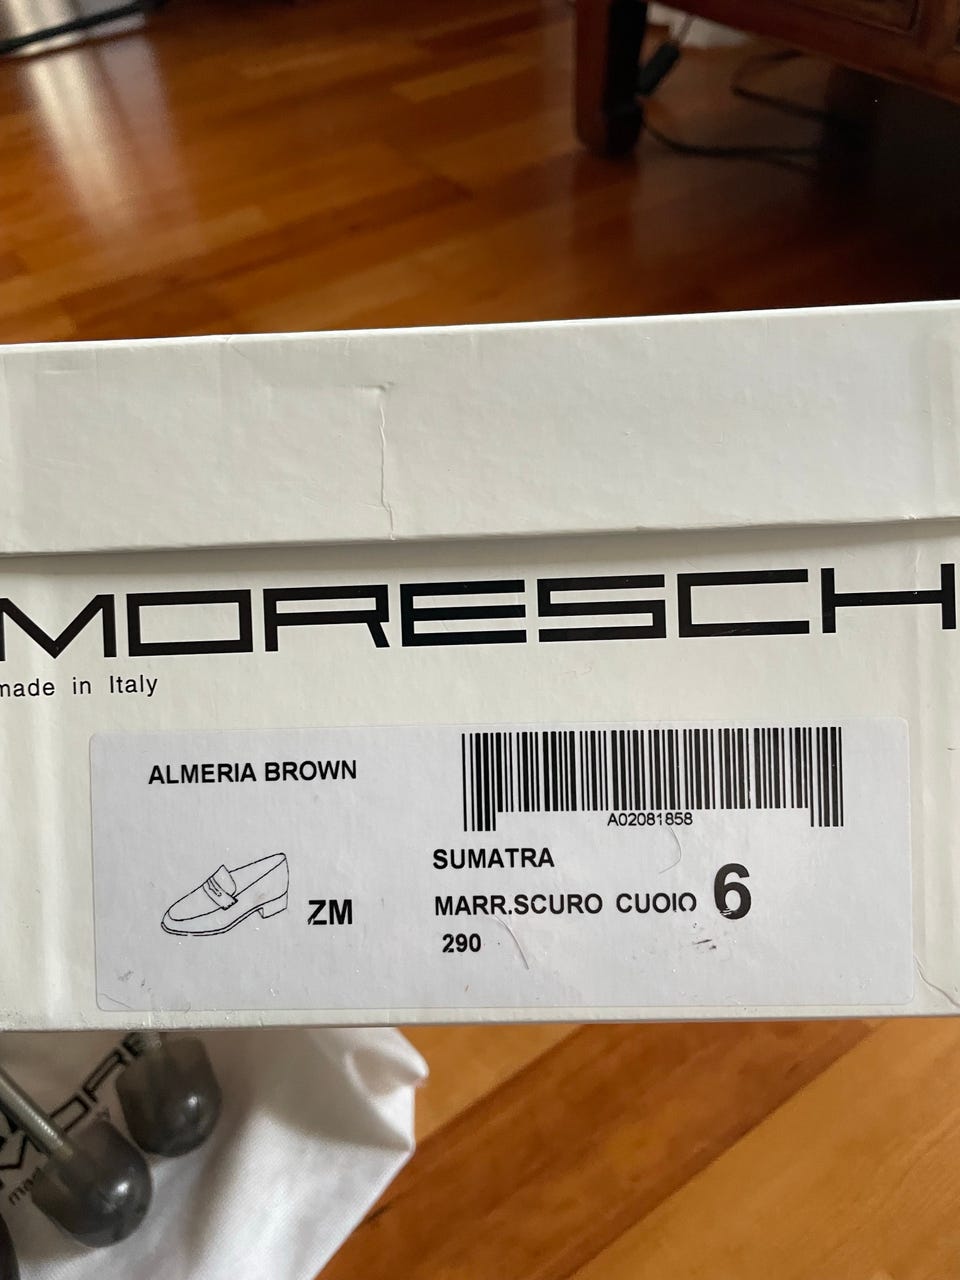 MORESCH
made in Italy
ALMERIA BROWN
A02081858
SUMATRA
ZM
MARR.SCURO CUOIO 6
290